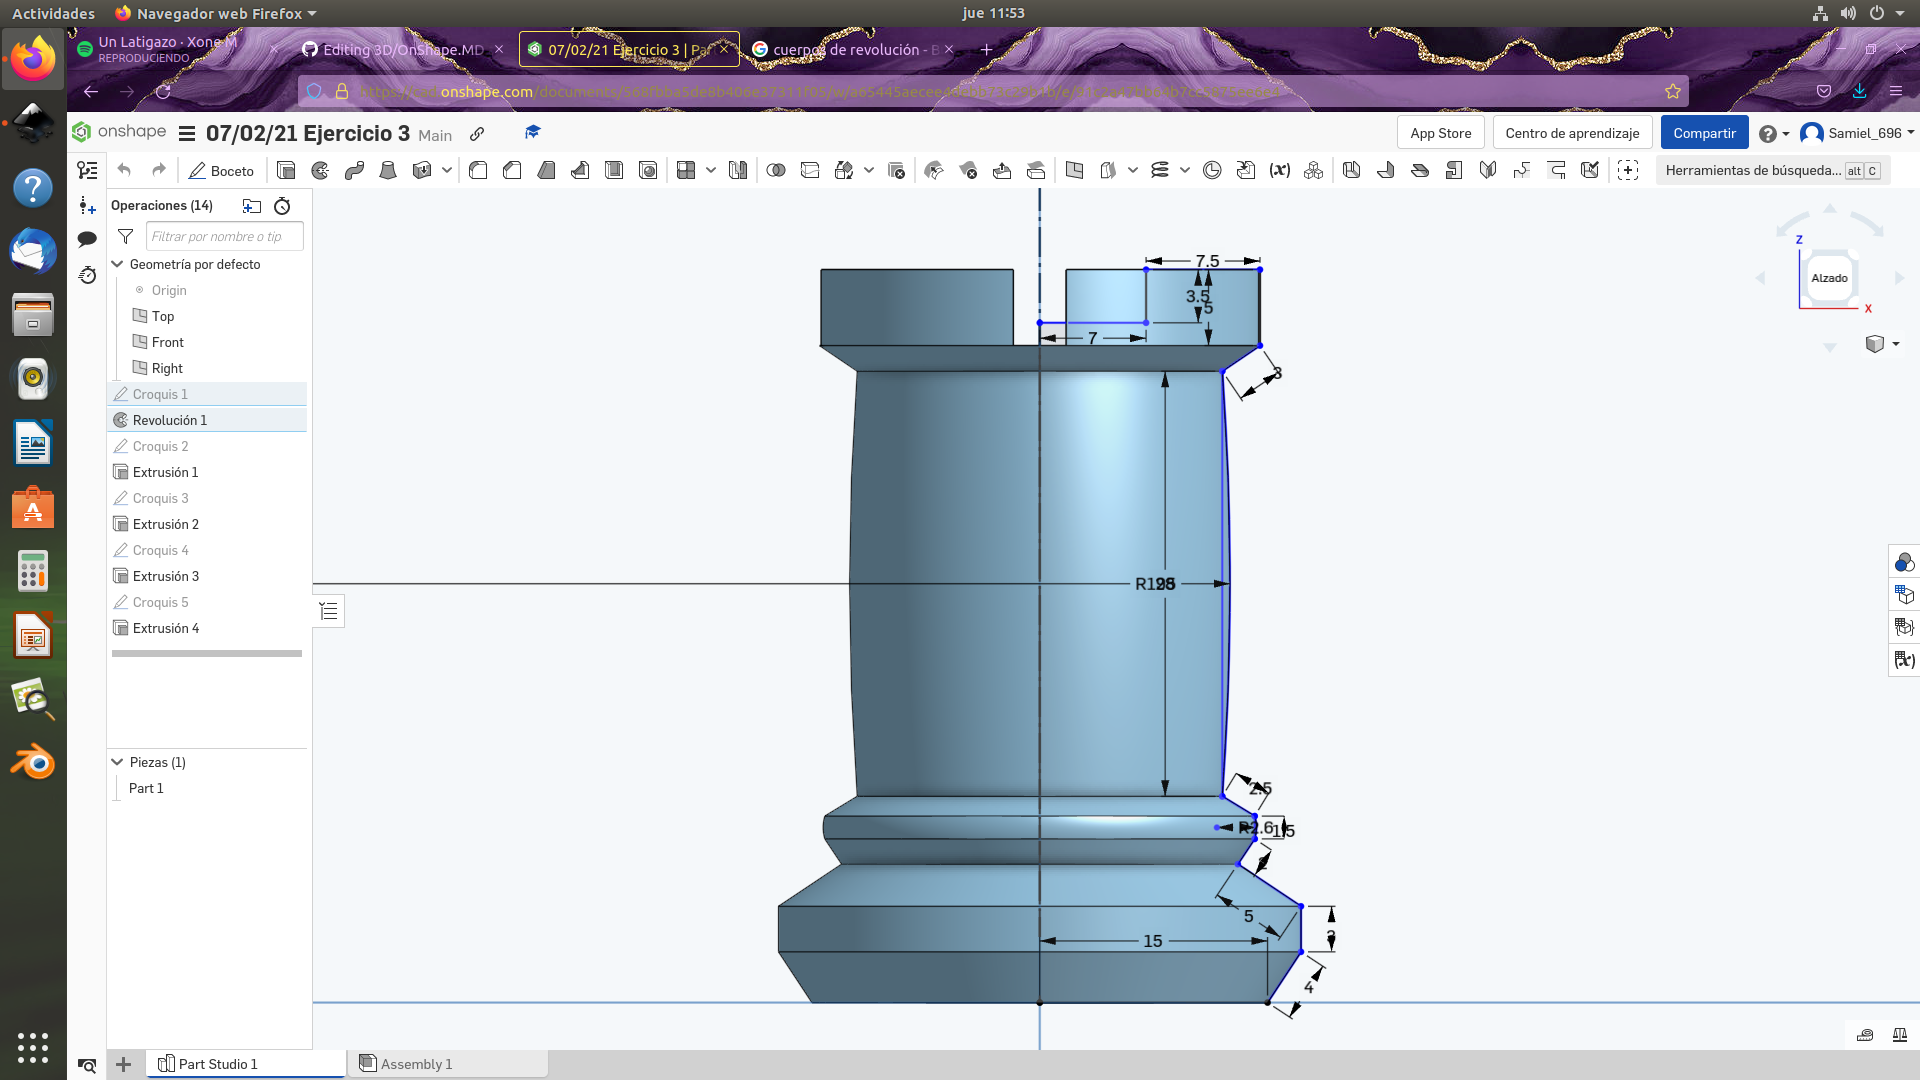 Actividades
Navegador web Firefox
jue 11:53
Un Latigazo · Xone M
REPRODUCIENDO
Editing 3D/OnShape.MD
07/02/21 Ejercicio 3 | Pa
cuerpos de revolución - B
onshape.com
onshape
07/02/21 Ejercicio 3
Main
App Store
Centro de aprendizaje
Compartir
Samiel_696
Boceto
Herramientas de búsqueda... alt C
Operaciones (14)
Filtrar por nombre o tip
Geometría por defecto
Origin
Top
Front
Right
Croquis 1
Revolución 1
Croquis 2
Extrusión 1
Croquis 3
Extrusión 2
Croquis 4
Extrusión 3
Croquis 5
Extrusión 4
Piezas (1)
Part 1
7.5
3.5
5
7
3
2.5
R2.6
1.5
2
5
3
15
4
Z
Alzado
X
Part Studio 1
Assembly 1